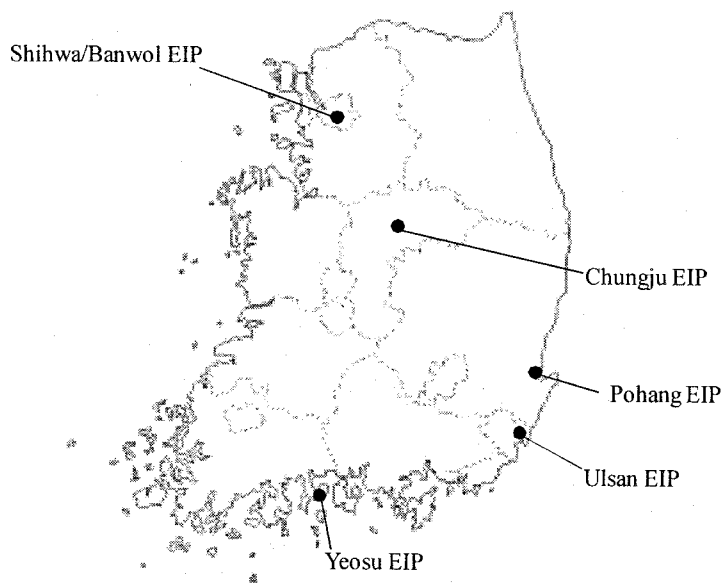 Shihwa/Banwol EIP
Chungju EIP
Pohang EIP
Ulsan EIP
Yeosu EIP